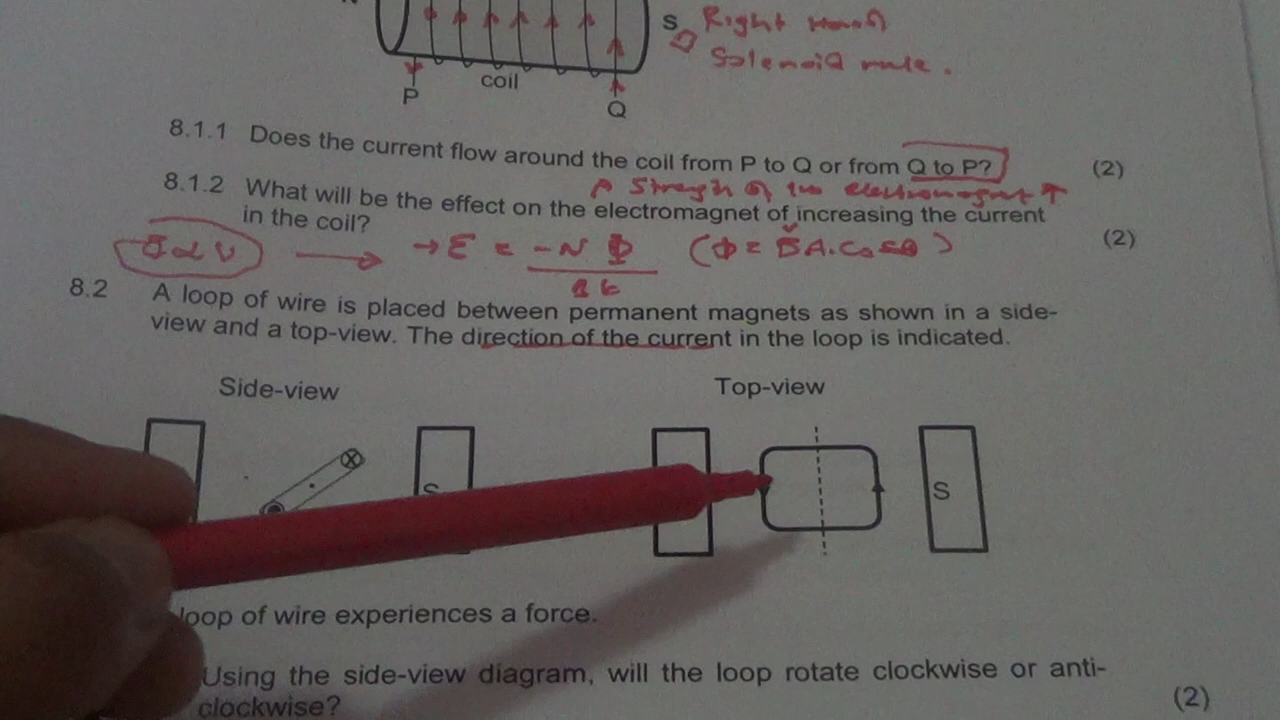 S Right Hand
Solenoid rule.
P
coil
Q
8.1.1 Does the current flow around the coil from P to Q or from Q to P? (2)
Strength of the electromagnet ↑
8.1.2 What will be the effect on the electromagnet of increasing the current
in the coil? (2)
I α V → → ε = -N Φ (Φ = BA.Cosθ)
8.2 A loop of wire is placed between permanent magnets as shown in a side-
view and a top-view. The direction of the current in the loop is indicated.
Side-view Top-view
S S
loop of wire experiences a force.
Using the side-view diagram, will the loop rotate clockwise or anti-
clockwise? (2)